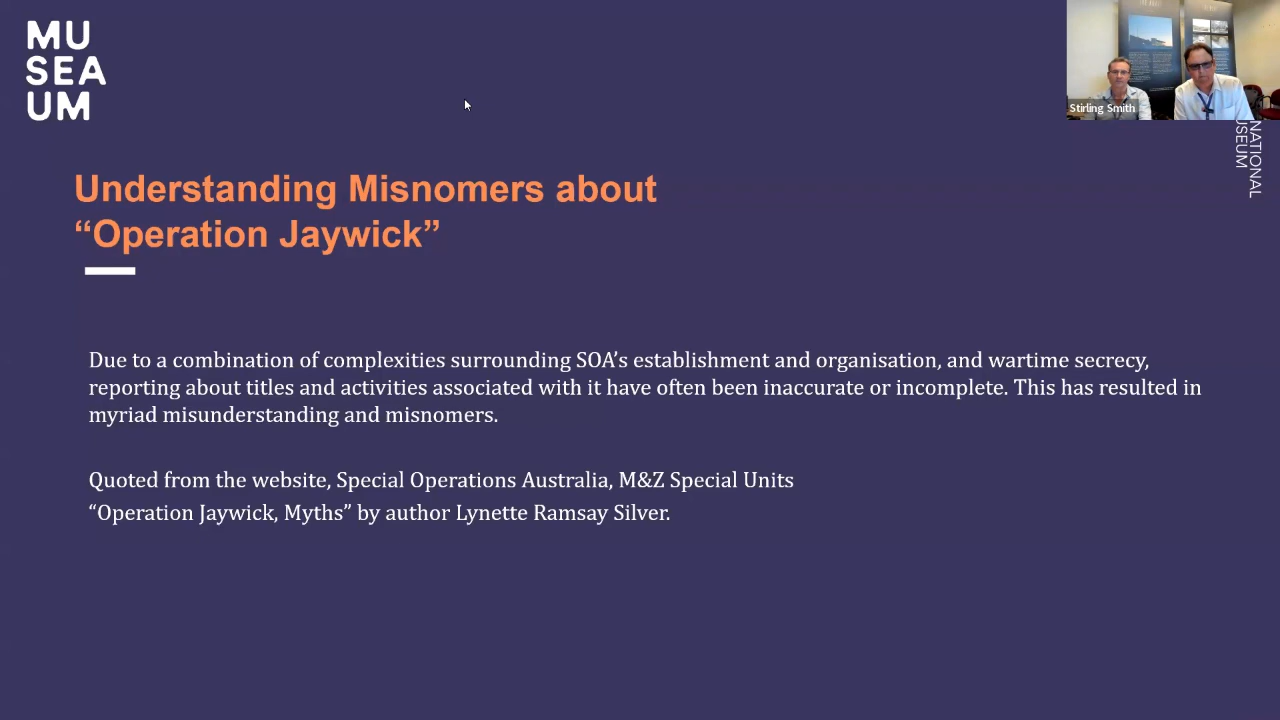 MU
SEA
UM
Stirling Smith
NATIONAL
USEUM
Understanding Misnomers about
“Operation Jaywick”
Due to a combination of complexities surrounding SOA’s establishment and organisation, and wartime secrecy,
reporting about titles and activities associated with it have often been inaccurate or incomplete. This has resulted in
myriad misunderstanding and misnomers.
Quoted from the website, Special Operations Australia, M&Z Special Units
“Operation Jaywick, Myths” by author Lynette Ramsay Silver.